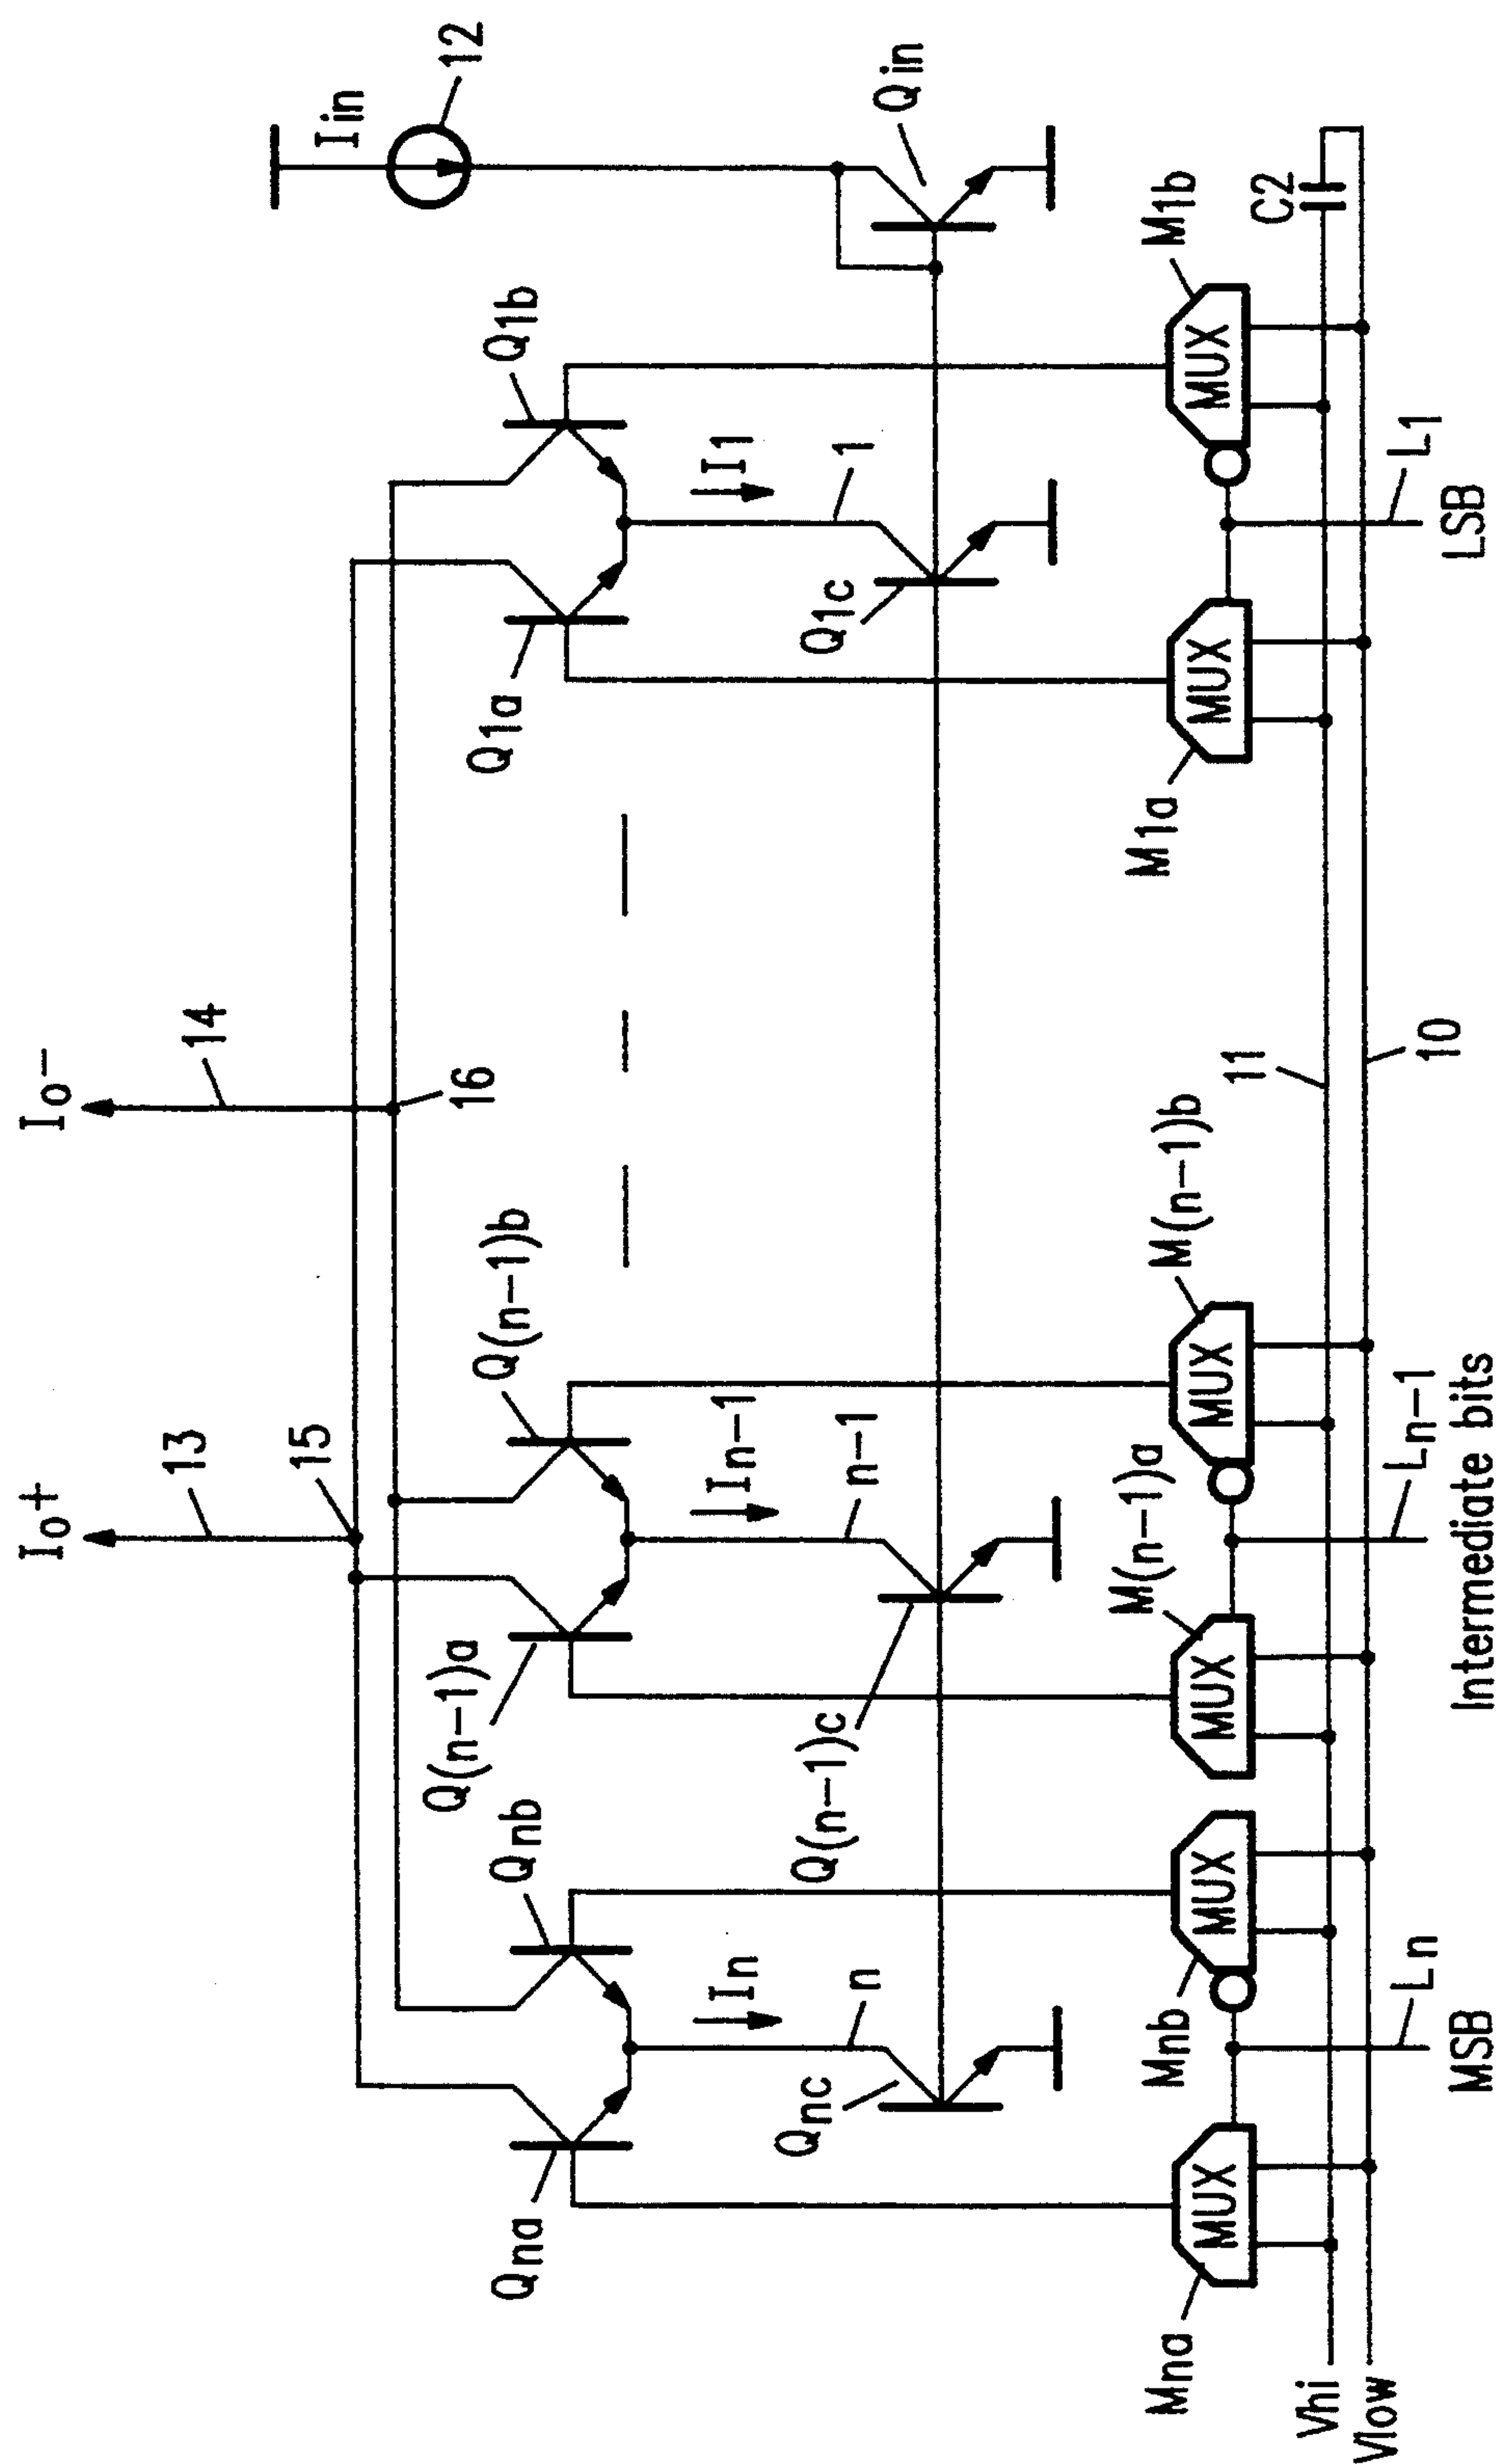 Io+
Io−
13
14
15
16
Iin
12
Qna
Qnb
Q(n−1)a
Q(n−1)b
Q1a
Q1b
In
In−1
I1
n
n−1
1
Qnc
Q(n−1)c
Q1c
Qin
Mna
MUX
Mnb
MUX
M(n−1)a
MUX
M(n−1)b
MUX
M1a
MUX
M1b
MUX
C2
Vhi
Vlow
11
10
Ln
Ln−1
L1
MSB
Intermediate bits
LSB